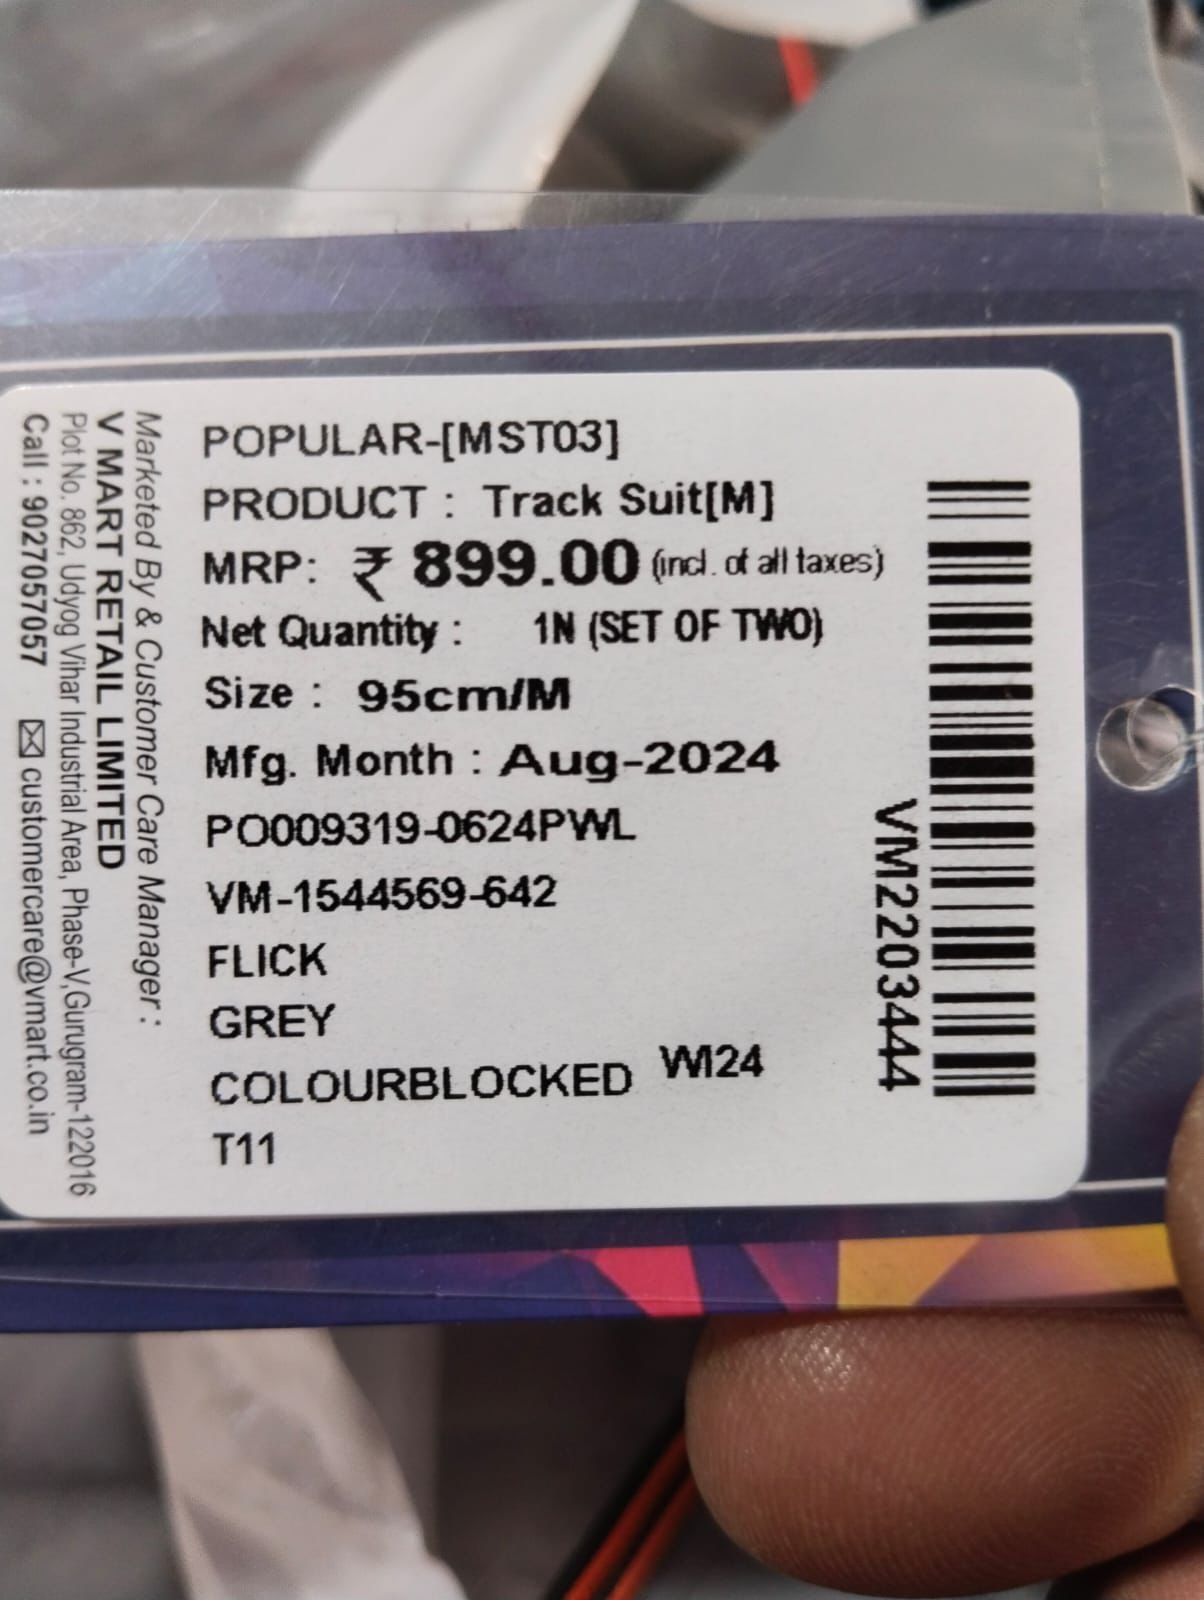 POPULAR-[MST03]
PRODUCT : Track Suit[M]
MRP: ₹ 899.00 (incl. of all taxes)
Net Quantity : 1N (SET OF TWO)
Size : 95cm/M
Mfg. Month : Aug-2024
PO009319-0624PWL
VM-1544569-642
FLICK
GREY
COLOURBLOCKED WI24
T11
VM2203444
Marketed By & Customer Care Manager :
V MART RETAIL LIMITED
Plot No. 862, Udyog Vihar Industrial Area, Phase-V,Gurugram-122016
Call : 9027057057 ✉ customercare@vmart.co.in